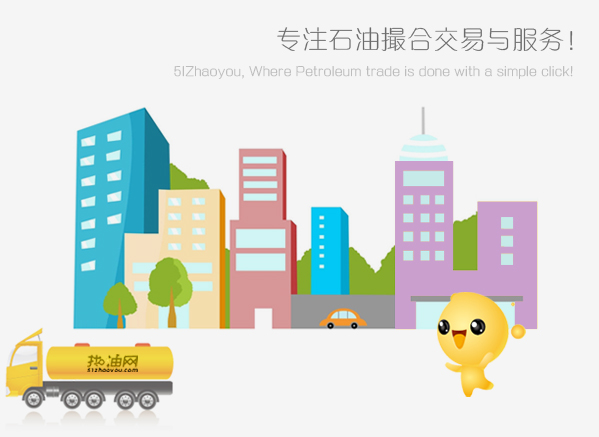 专注石油撮合交易与服务!
51Zhaoyou, Where Petroleum trade is done with a simple click!
找油网
51zhaoyou.com